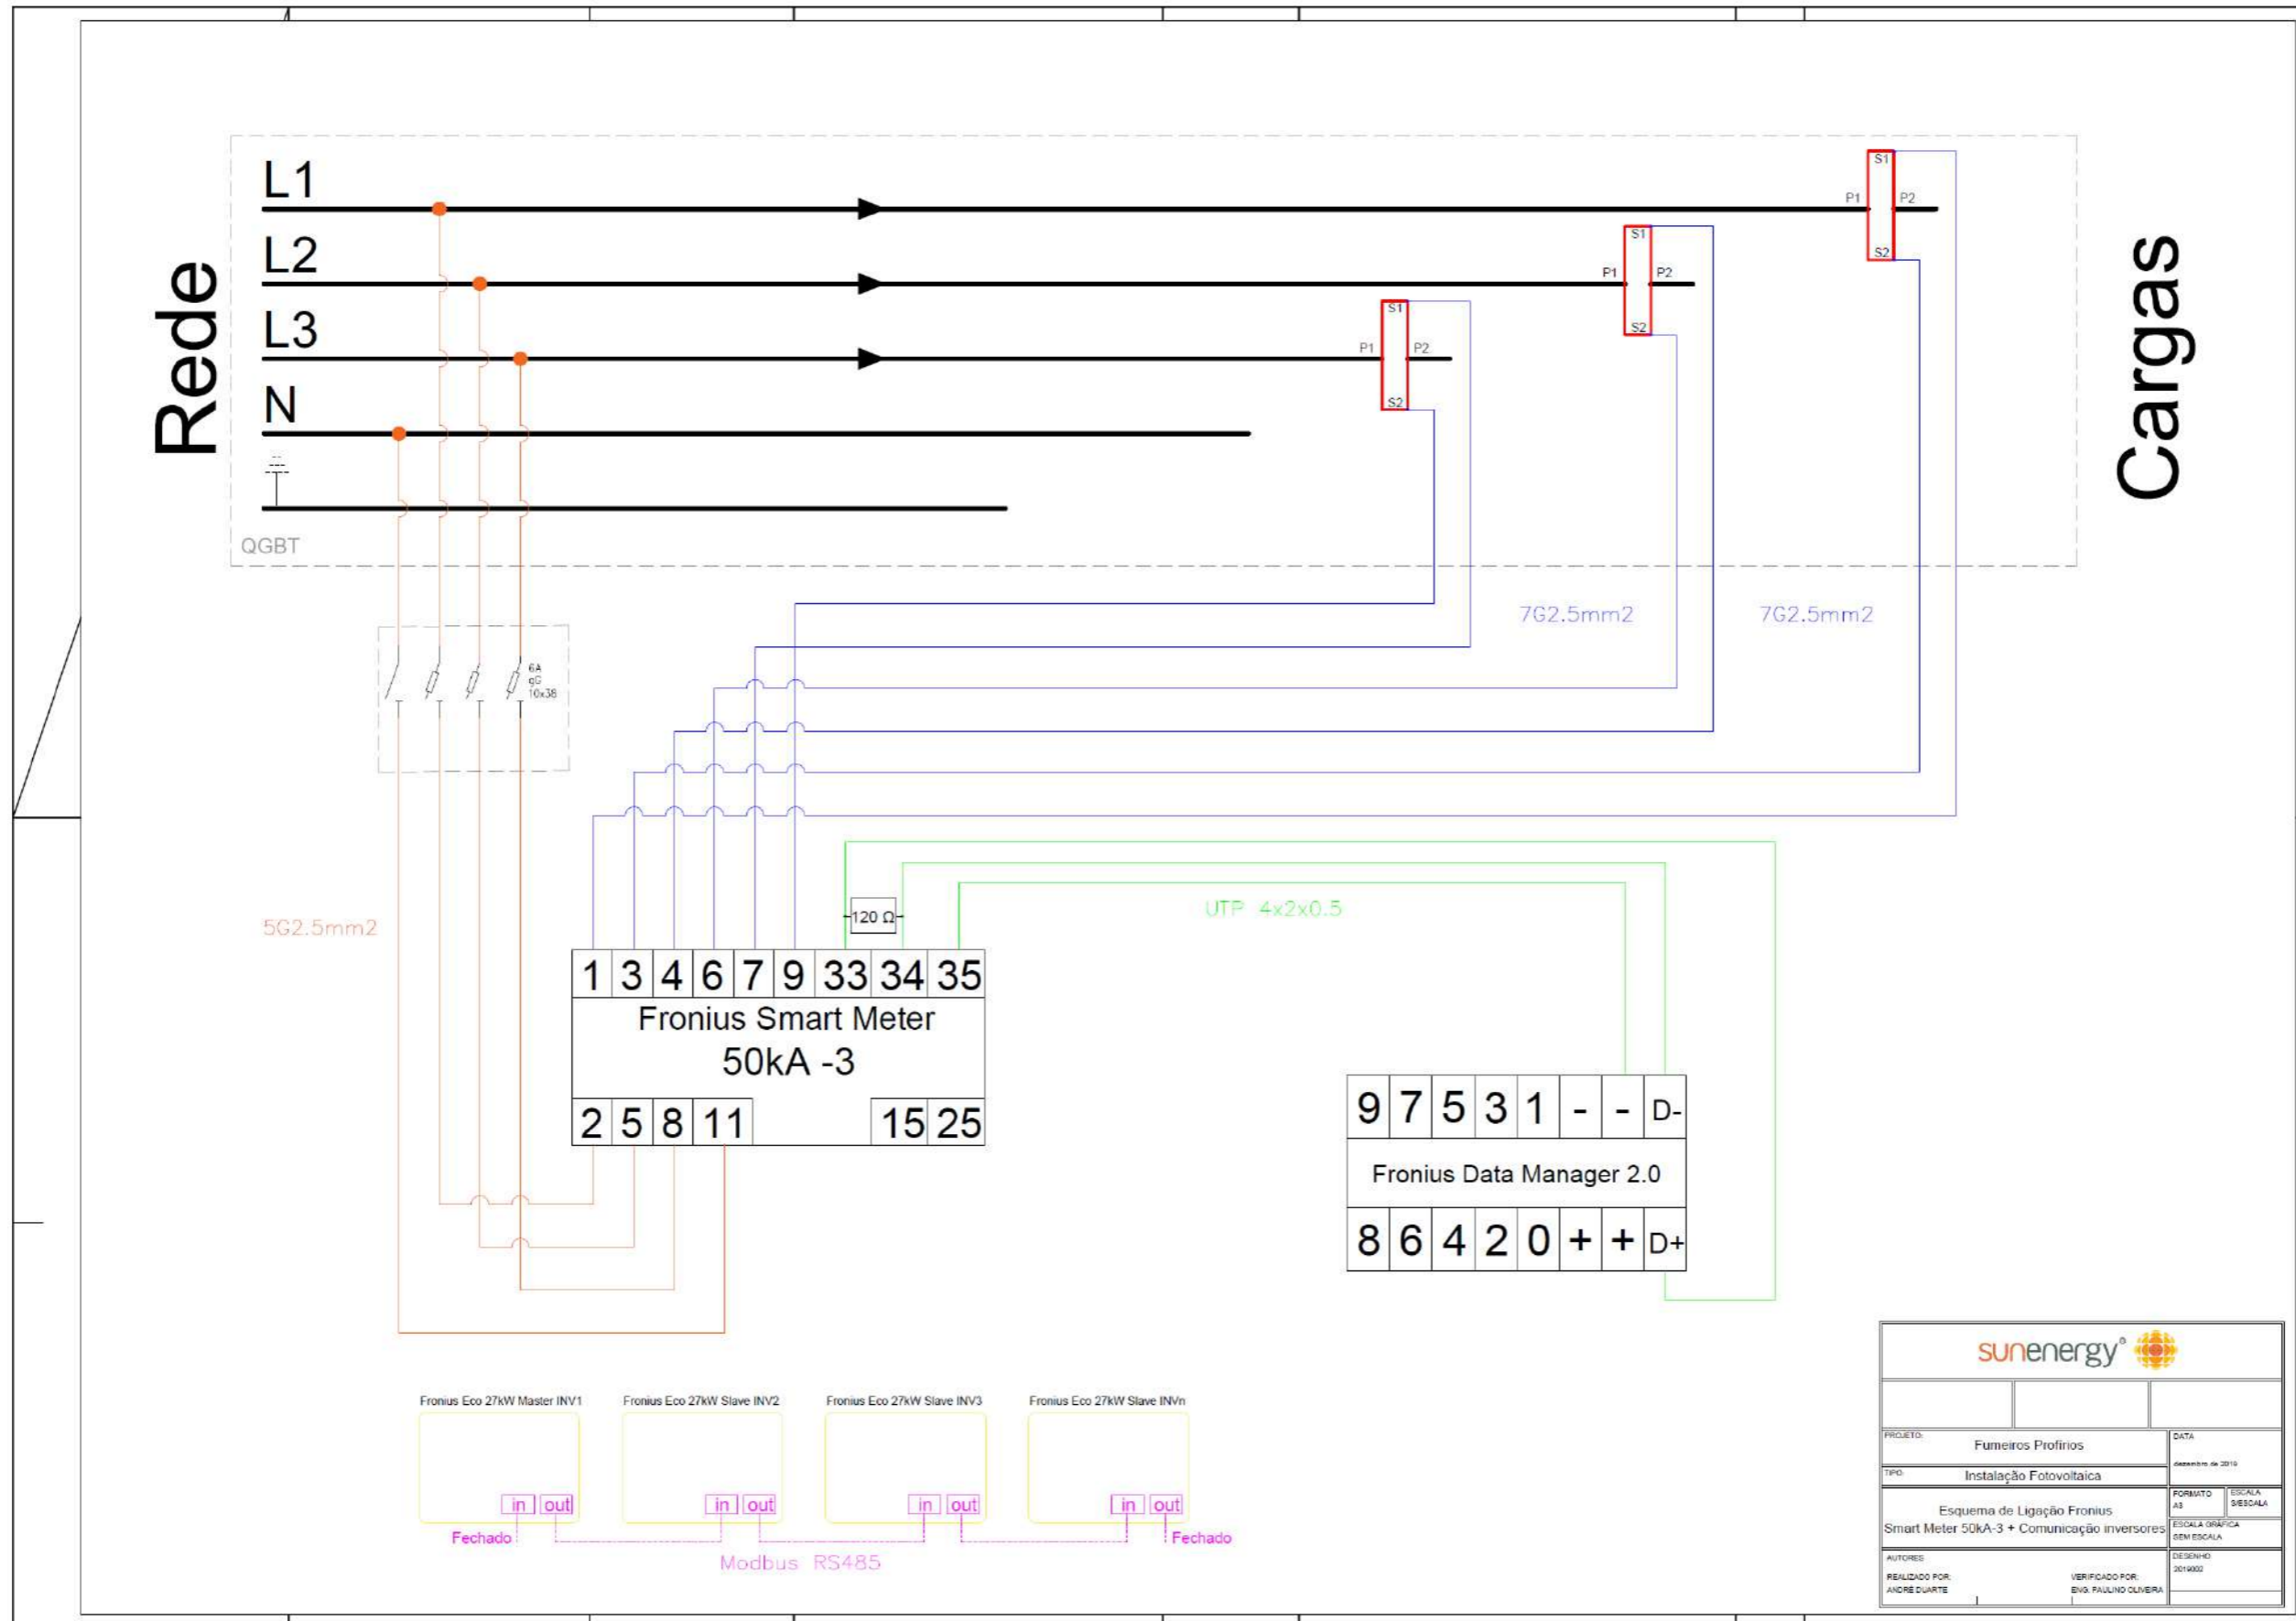 Rede
L1
L2
L3
N
QGBT
S1
P1 P2
S2
S1
P1 P2
S2
S1
P1 P2
S2
Cargas
7G2.5mm2 7G2.5mm2
6A
gG
10x38
5G2.5mm2
120 Ω
UTP 4x2x0.5
1 3 4 6 7 9 33 34 35
Fronius Smart Meter
50kA -3
2 5 8 11 15 25
9 7 5 3 1 - - D-
Fronius Data Manager 2.0
8 6 4 2 0 + + D+
Fronius Eco 27kW Master INV1 Fronius Eco 27kW Slave INV2 Fronius Eco 27kW Slave INV3 Fronius Eco 27kW Slave INVn
in out in out in out in out
Fechado Fechado
Modbus RS485
sunenergy®
PROJETO: Fumeiros Profirios
DATA
dezembro de 2019
TIPO: Instalação Fotovoltaica
Esquema de Ligação Fronius
Smart Meter 50kA-3 + Comunicação inversores
FORMATO
A3
ESCALA
S/ESCALA
ESCALA GRÁFICA
SEM ESCALA
AUTORES
REALIZADO POR:
ANDRÉ DUARTE
VERIFICADO POR:
ENG. PAULINO OLIVEIRA
DESENHO